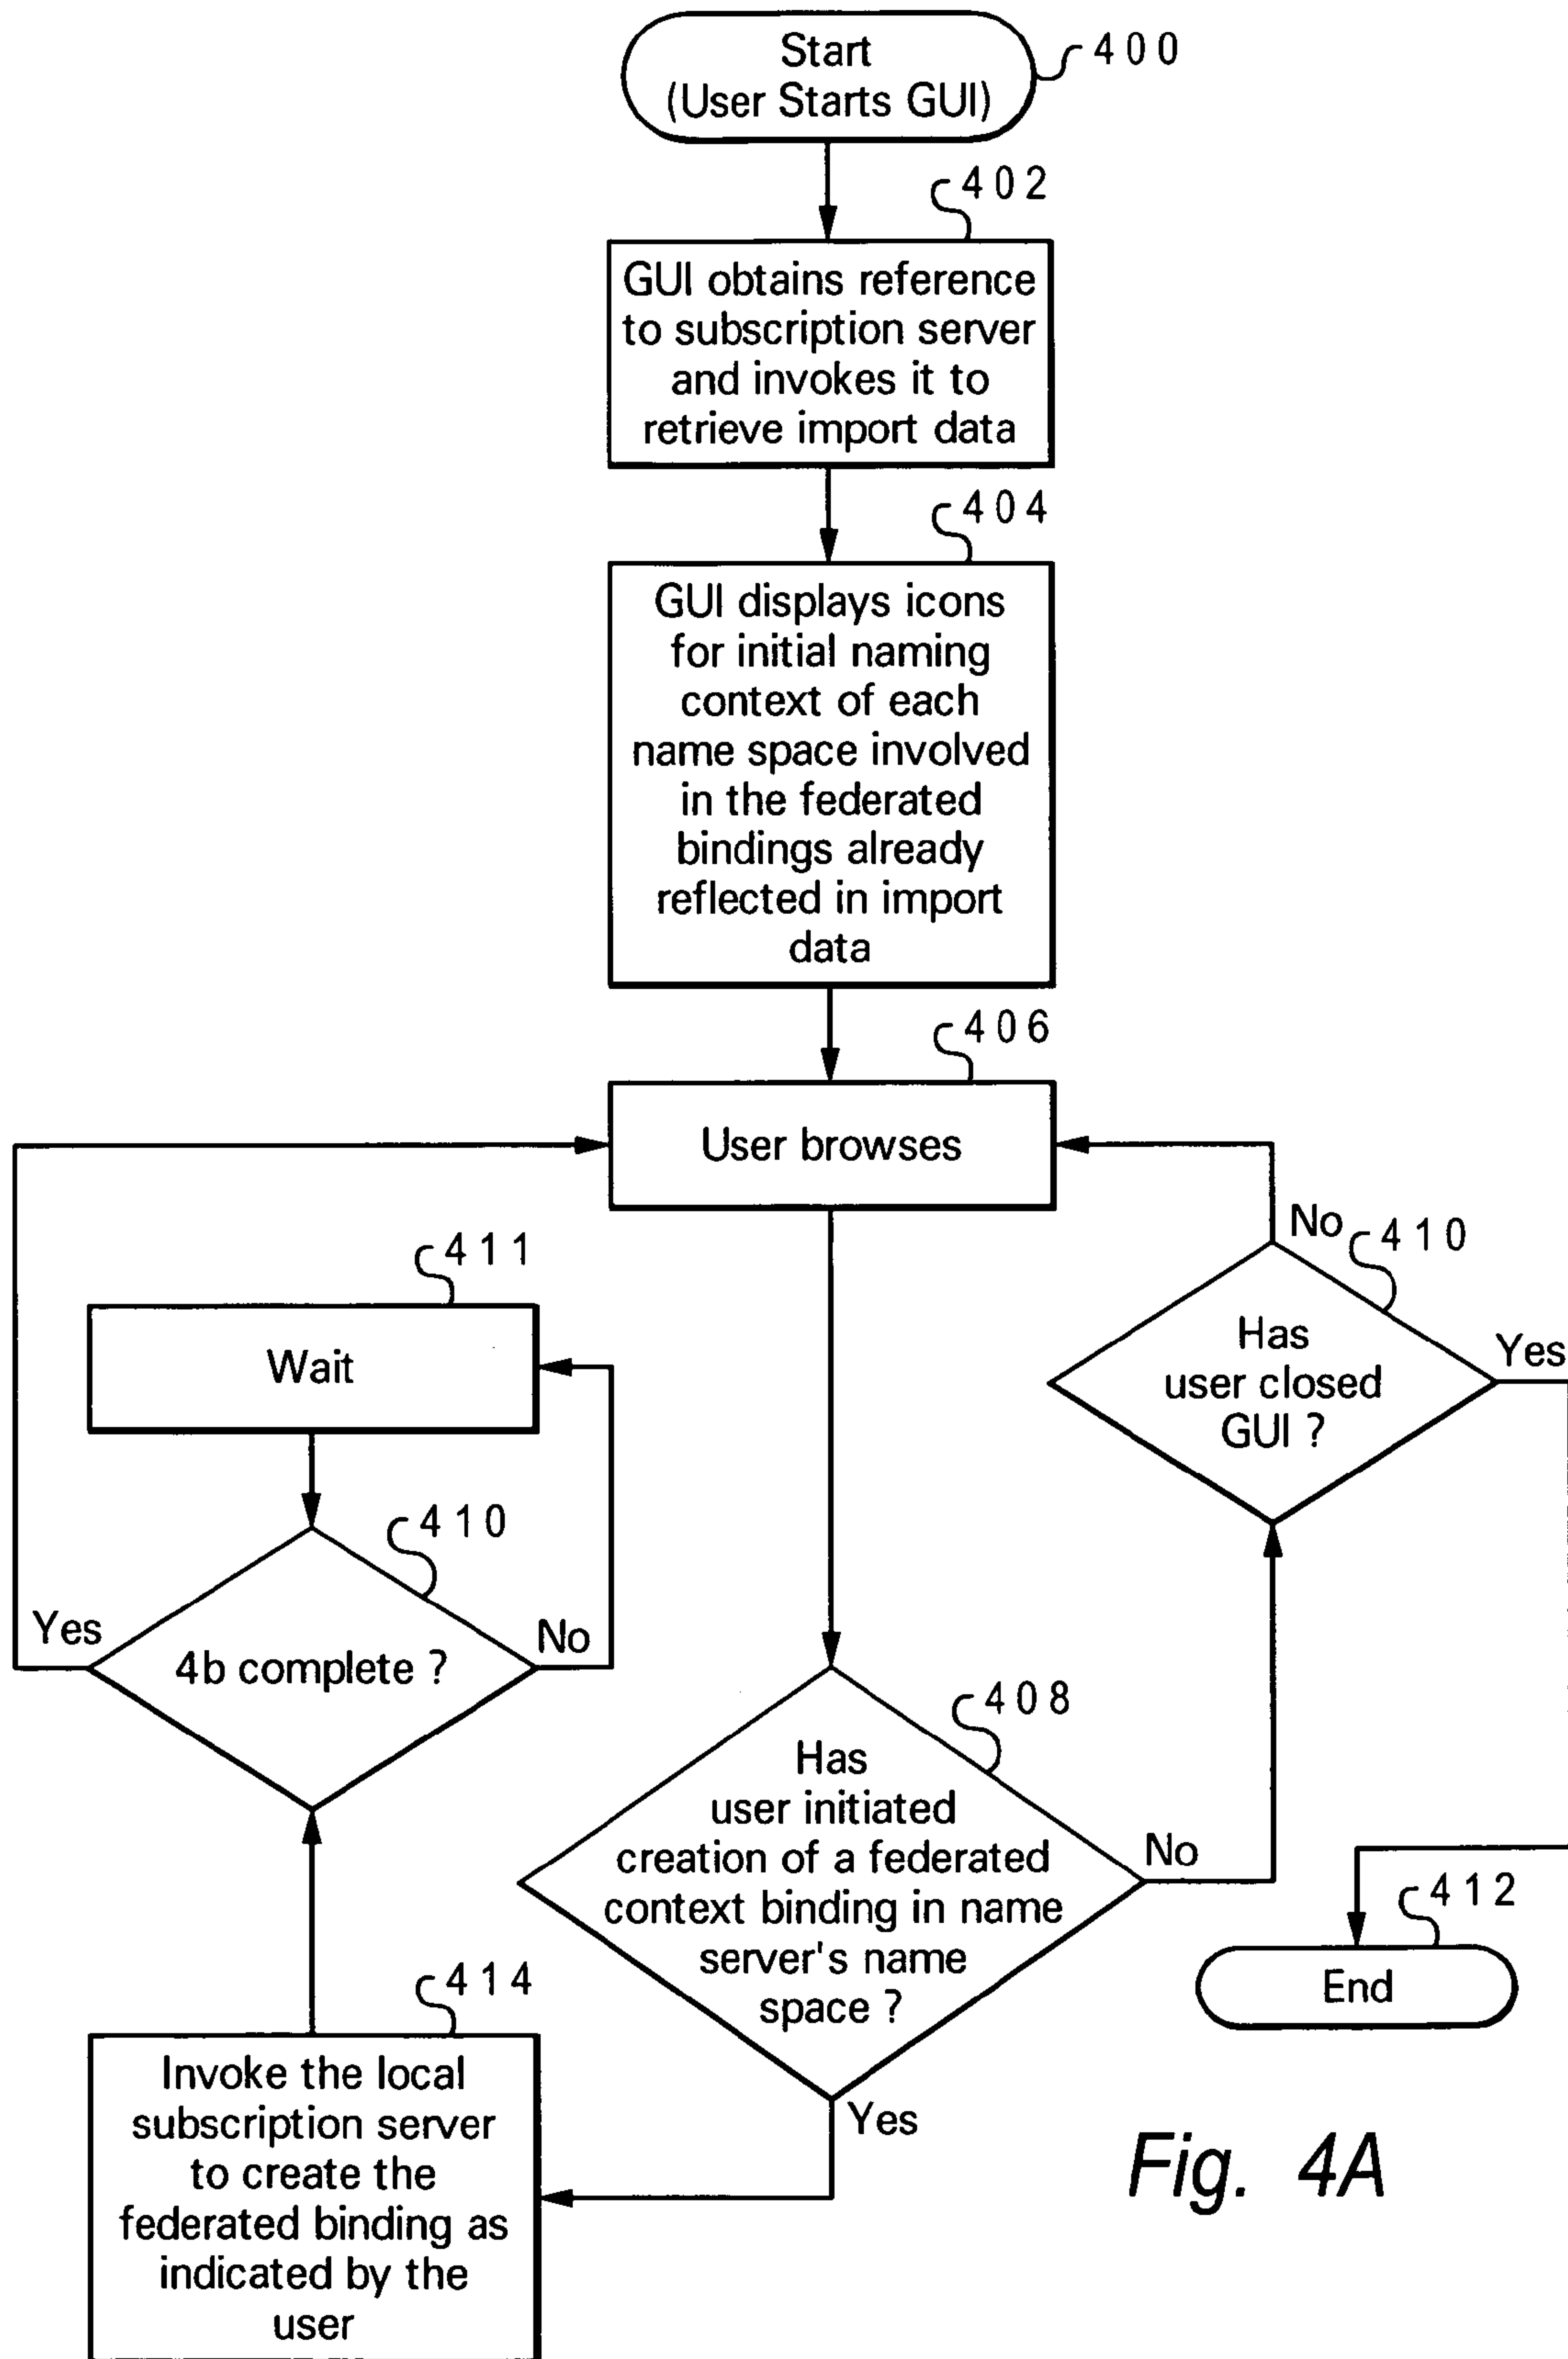 Start
(User Starts GUI)
400
402
GUI obtains reference
to subscription server
and invokes it to
retrieve import data
404
GUI displays icons
for initial naming
context of each
name space involved
in the federated
bindings already
reflected in import
data
406
User browses
No
410
Has
user closed
GUI ?
Yes
411
Wait
410
4b complete ?
Yes
No
408
Has
user initiated
creation of a federated
context binding in name
server's name
space ?
No
Yes
412
End
414
Invoke the local
subscription server
to create the
federated binding as
indicated by the
user
Fig. 4A